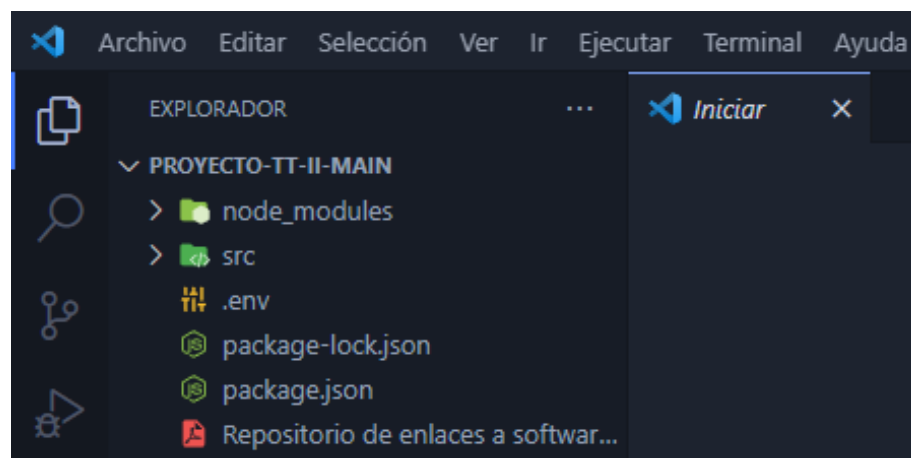 Archivo Editar Selección Ver Ir Ejecutar Terminal Ayuda
EXPLORADOR ... Iniciar
PROYECTO-TT-II-MAIN
node_modules
src
.env
package-lock.json
package.json
Repositorio de enlaces a softwar...